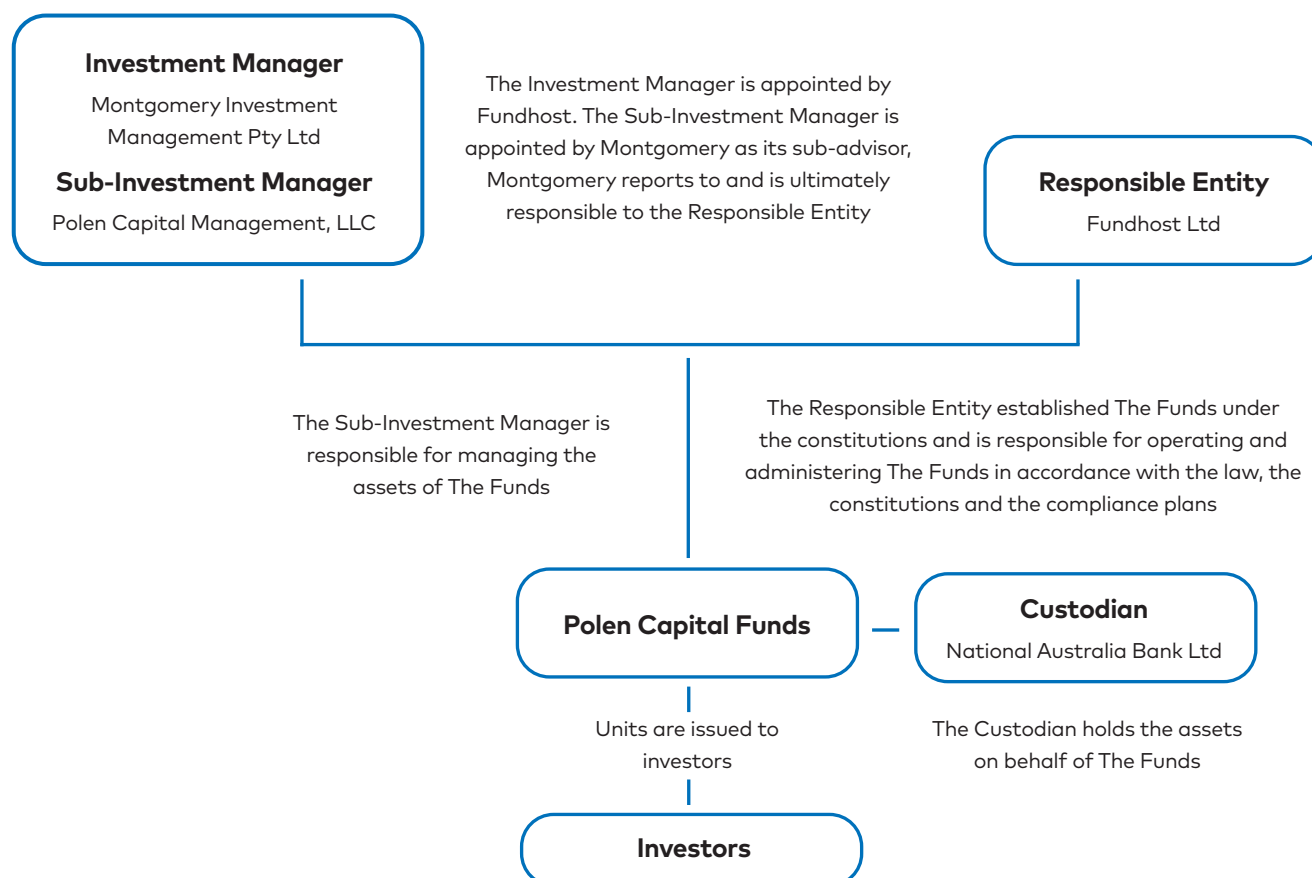 Investment Manager
Montgomery Investment
Management Pty Ltd
Sub-Investment Manager
Polen Capital Management, LLC
The Investment Manager is appointed by
Fundhost. The Sub-Investment Manager is
appointed by Montgomery as its sub-advisor,
Montgomery reports to and is ultimately
responsible to the Responsible Entity
Responsible Entity
Fundhost Ltd
The Sub-Investment Manager is
responsible for managing the
assets of The Funds
The Responsible Entity established The Funds under
the constitutions and is responsible for operating and
administering The Funds in accordance with the law, the
constitutions and the compliance plans
Polen Capital Funds
Custodian
National Australia Bank Ltd
Units are issued to
investors
The Custodian holds the assets
on behalf of The Funds
Investors